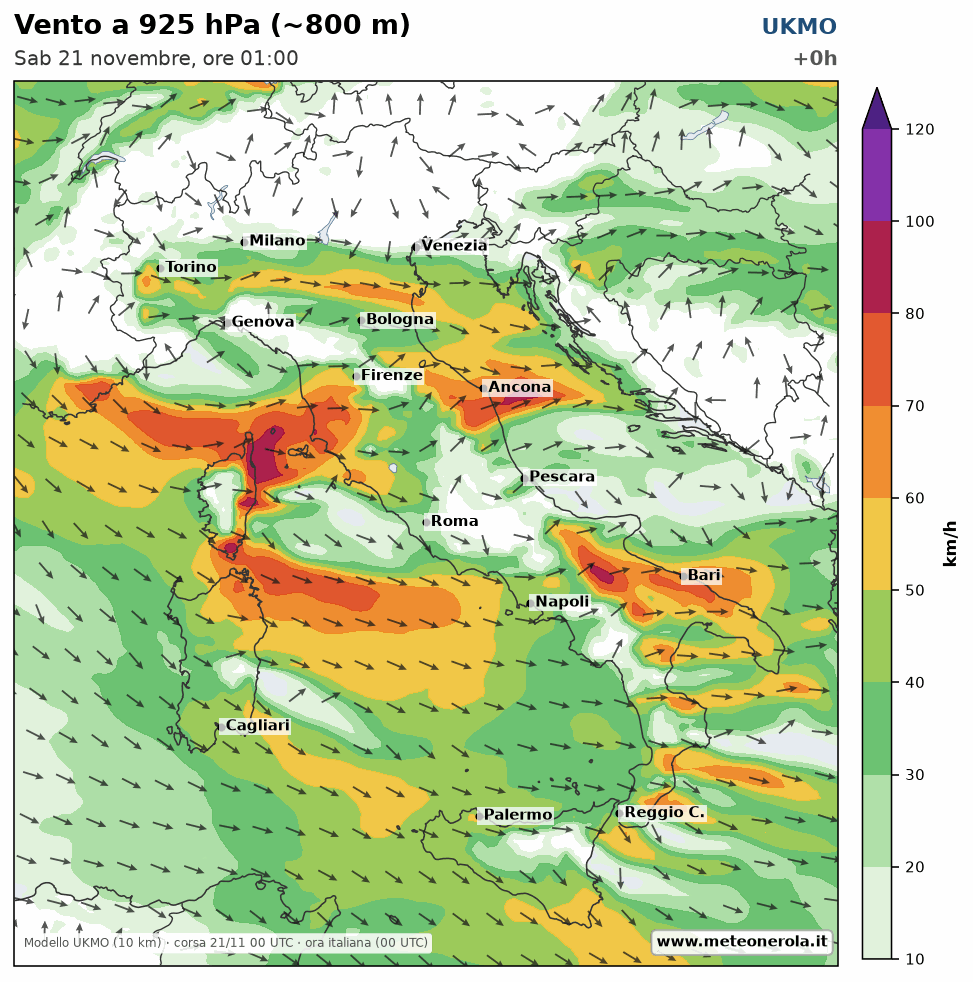 Vento a 925 hPa (~800 m)
UKMO
Sab 21 novembre, ore 01:00
+0h
Milano
Venezia
Torino
Genova
Bologna
Firenze
Ancona
Pescara
Roma
Bari
Napoli
Cagliari
Palermo
Reggio C.
120
100
80
70
60
50
40
30
20
10
km/h
Modello UKMO (10 km) · corsa 21/11 00 UTC · ora italiana (00 UTC)
www.meteonerola.it